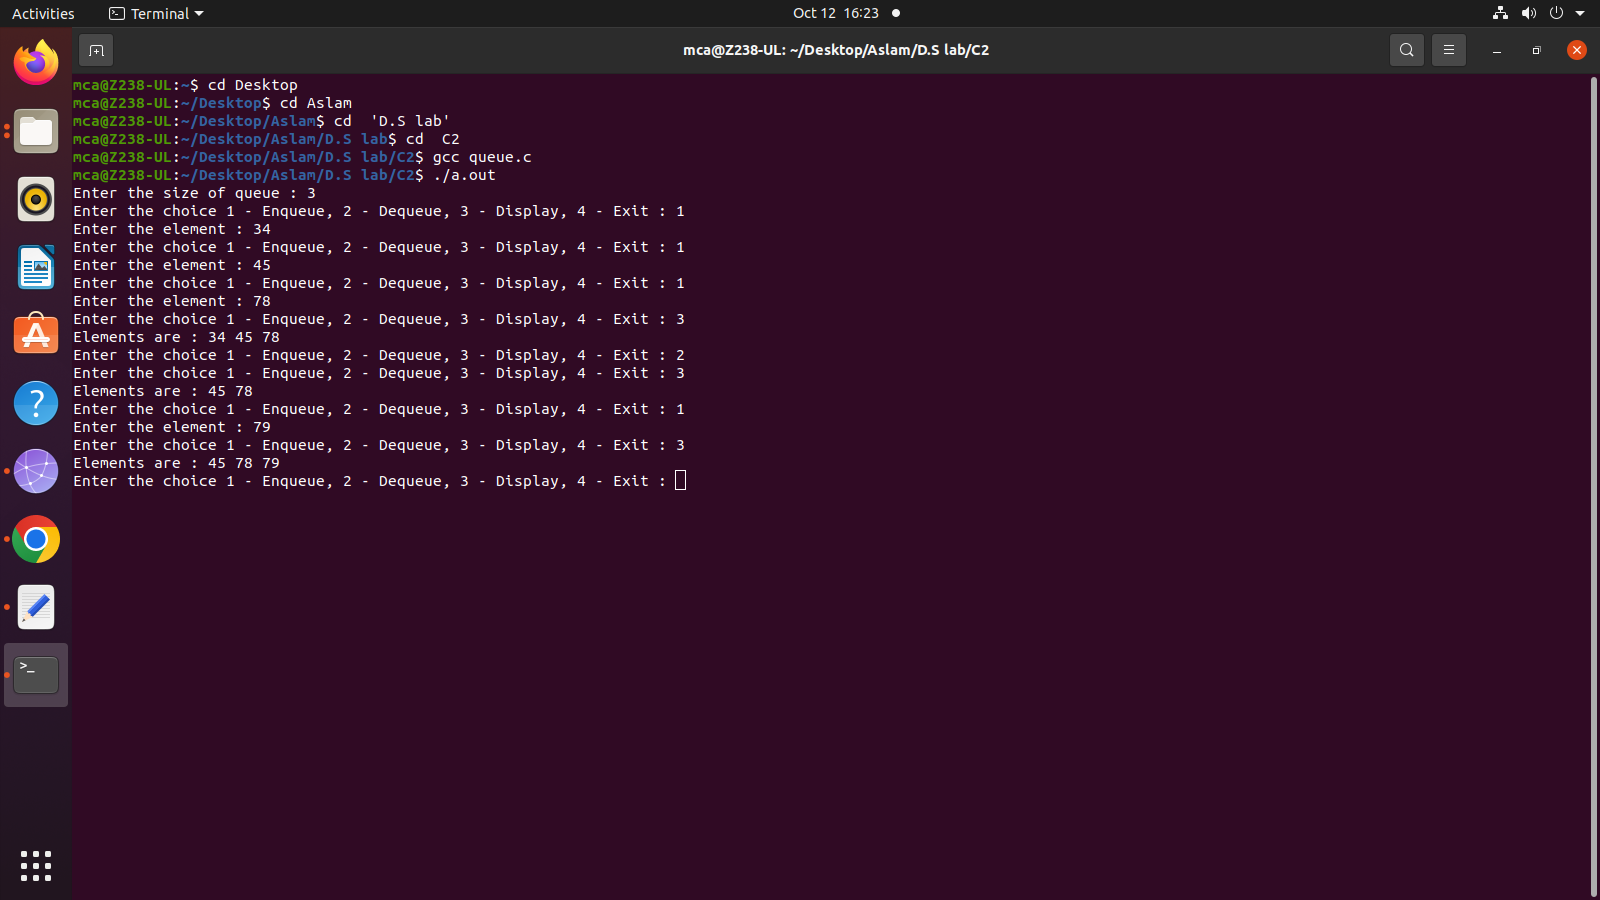 Activities
Terminal
Oct 12 16:23
mca@Z238-UL: ~/Desktop/Aslam/D.S lab/C2
mca@Z238-UL:~$ cd Desktop
mca@Z238-UL:~/Desktop$ cd Aslam
mca@Z238-UL:~/Desktop/Aslam$ cd  'D.S lab'
mca@Z238-UL:~/Desktop/Aslam/D.S lab$ cd  C2
mca@Z238-UL:~/Desktop/Aslam/D.S lab/C2$ gcc queue.c
mca@Z238-UL:~/Desktop/Aslam/D.S lab/C2$ ./a.out
Enter the size of queue : 3
Enter the choice 1 - Enqueue, 2 - Dequeue, 3 - Display, 4 - Exit : 1
Enter the element : 34
Enter the choice 1 - Enqueue, 2 - Dequeue, 3 - Display, 4 - Exit : 1
Enter the element : 45
Enter the choice 1 - Enqueue, 2 - Dequeue, 3 - Display, 4 - Exit : 1
Enter the element : 78
Enter the choice 1 - Enqueue, 2 - Dequeue, 3 - Display, 4 - Exit : 3
Elements are : 34 45 78
Enter the choice 1 - Enqueue, 2 - Dequeue, 3 - Display, 4 - Exit : 2
Enter the choice 1 - Enqueue, 2 - Dequeue, 3 - Display, 4 - Exit : 3
Elements are : 45 78
Enter the choice 1 - Enqueue, 2 - Dequeue, 3 - Display, 4 - Exit : 1
Enter the element : 79
Enter the choice 1 - Enqueue, 2 - Dequeue, 3 - Display, 4 - Exit : 3
Elements are : 45 78 79
Enter the choice 1 - Enqueue, 2 - Dequeue, 3 - Display, 4 - Exit :